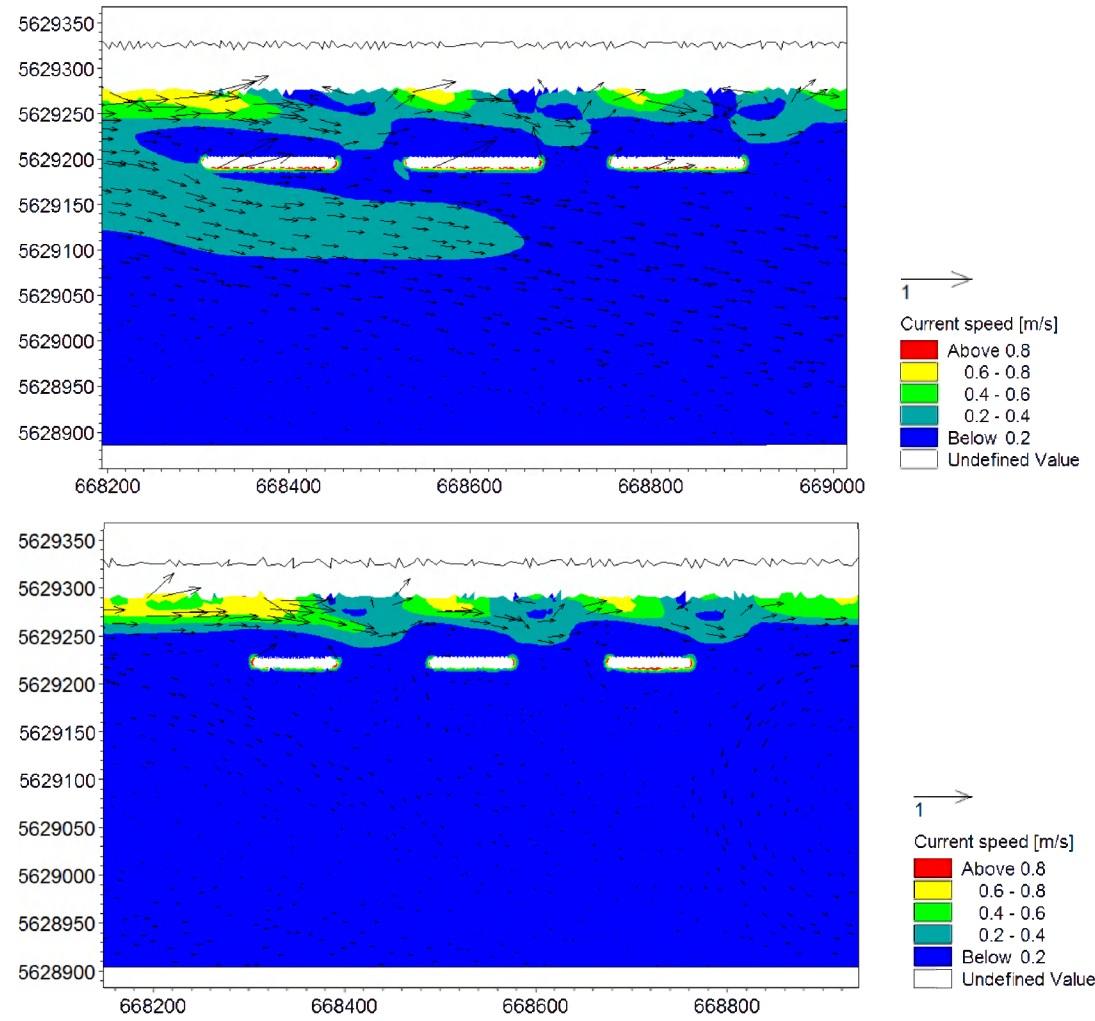 5629350
5629300
5629250
5629200
5629150
5629100
5629050
5629000
5628950
5628900
668200 668400 668600 668800 669000
1
Current speed [m/s]
Above 0.8
0.6 - 0.8
0.4 - 0.6
0.2 - 0.4
Below 0.2
Undefined Value
5629350
5629300
5629250
5629200
5629150
5629100
5629050
5629000
5628950
5628900
668200 668400 668600 668800
1
Current speed [m/s]
Above 0.8
0.6 - 0.8
0.4 - 0.6
0.2 - 0.4
Below 0.2
Undefined Value